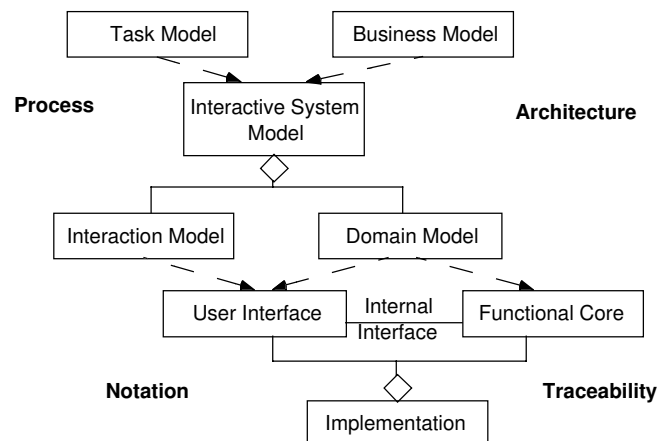 Task Model
Business Model
Process
Interactive System
Model
Architecture
Interaction Model
Domain Model
User Interface
Internal
Interface
Functional Core
Notation
Traceability
Implementation